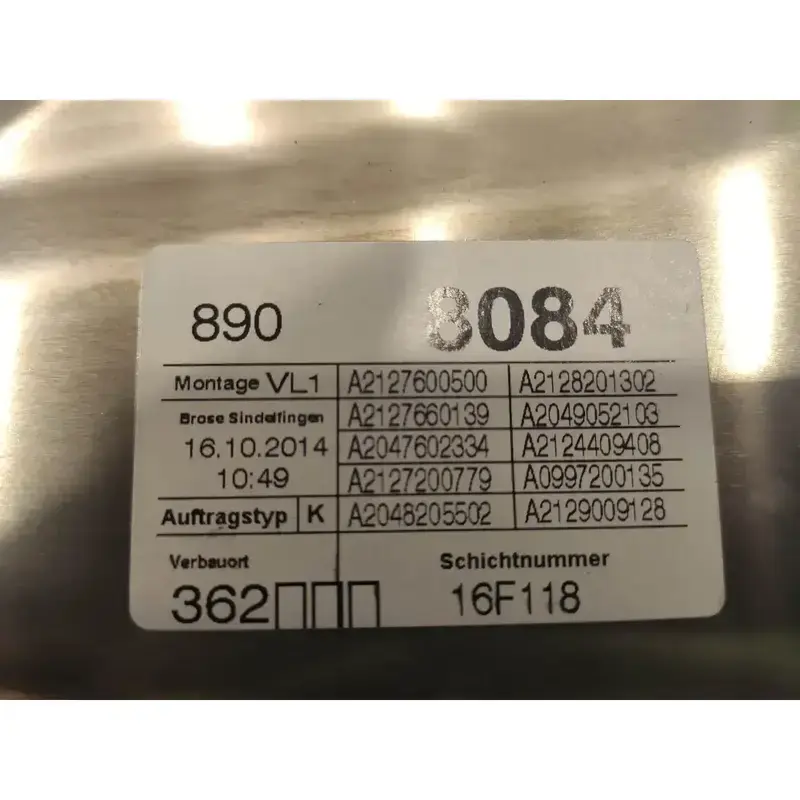 890 8084
Montage VL1 A2127600500 A2128201302
Brose Sindelfingen A2127660139 A2049052103
16.10.2014 A2047602334 A2124409408
10:49 A2127200779 A0997200135
Auftragstyp K A2048205502 A2129009128
Verbauort Schichtnummer
362 16F118